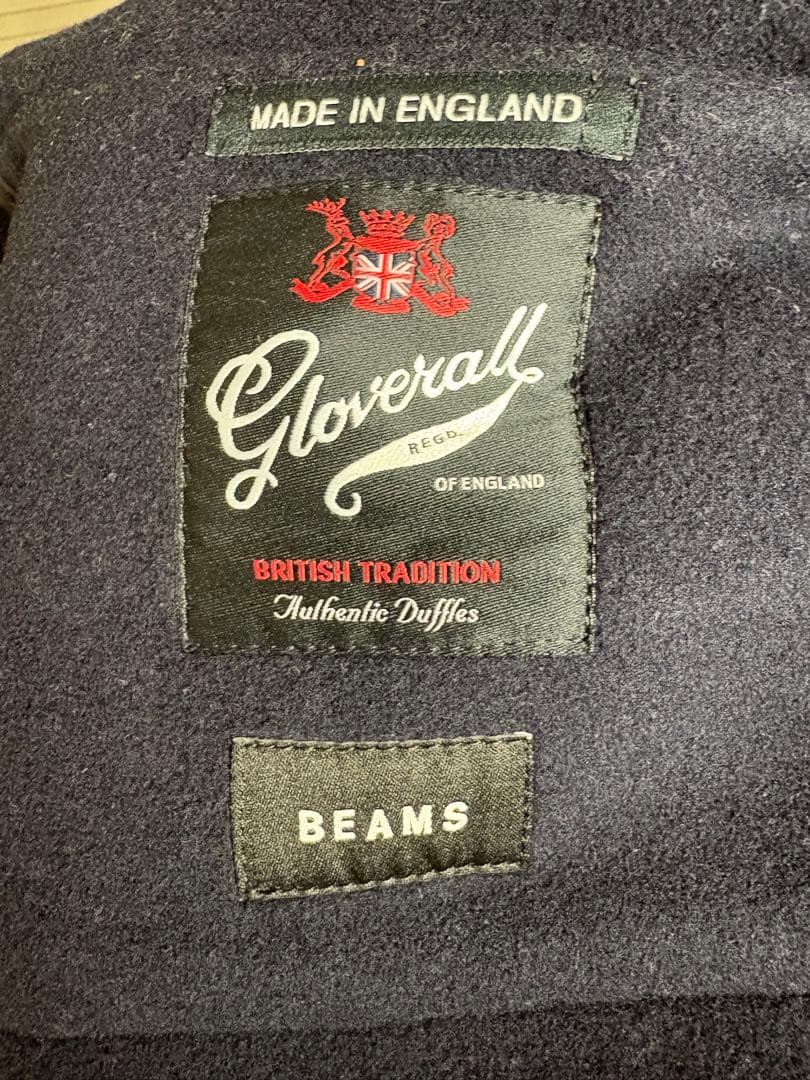 MADE IN ENGLAND
Gloverall
REGD.
OF ENGLAND
BRITISH TRADITION
Authentic Duffles
BEAMS